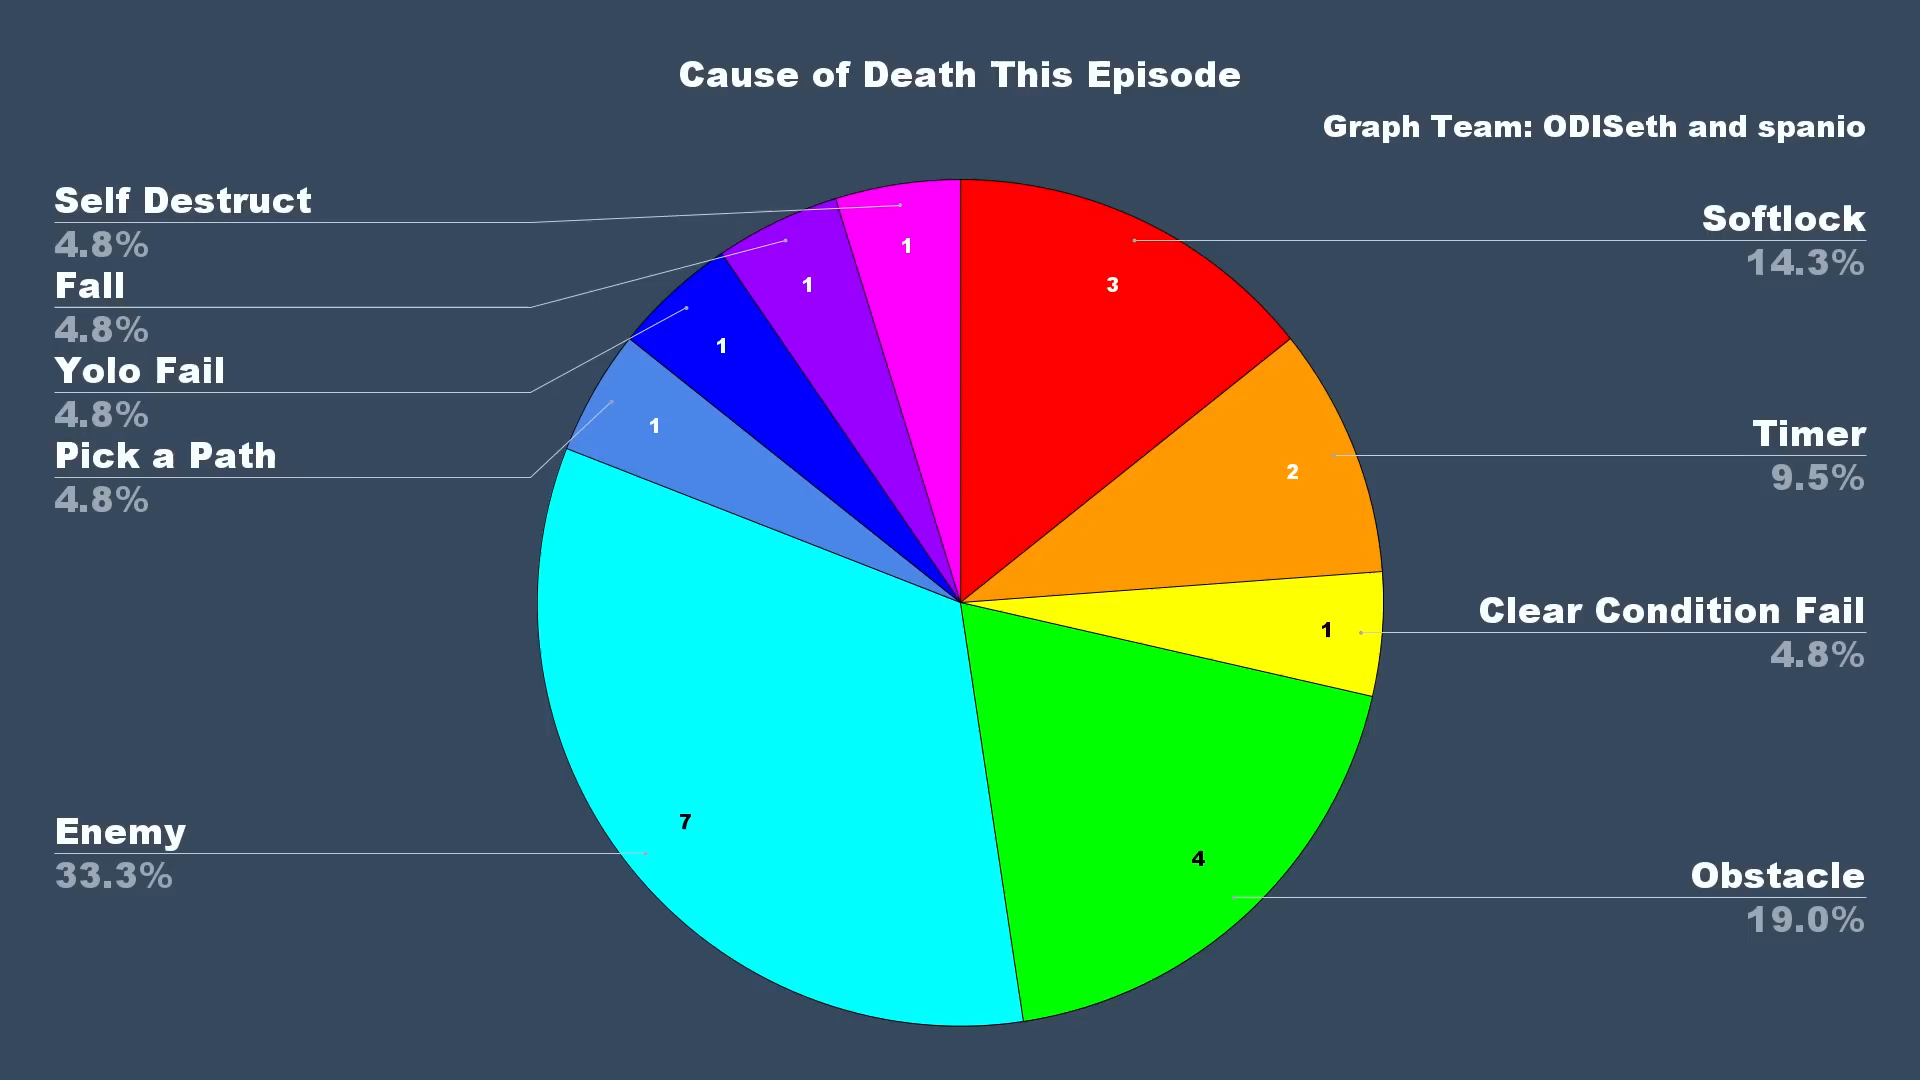 Cause of Death This Episode
Graph Team: ODISeth and spanio
Self Destruct
4.8%
Fall
4.8%
Yolo Fail
4.8%
Pick a Path
4.8%
Enemy
33.3%
1
1
1
1
7
3
2
1
4
Softlock
14.3%
Timer
9.5%
Clear Condition Fail
4.8%
Obstacle
19.0%